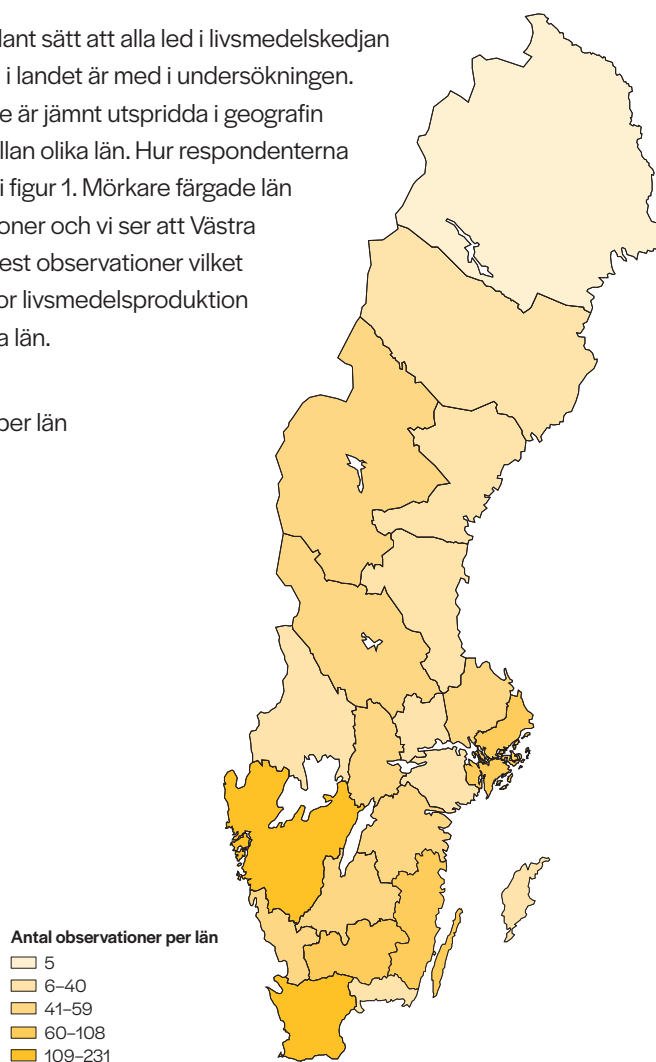 lant sätt att alla led i livsmedelskedjan
i landet är med i undersökningen.
e är jämnt utspridda i geografin
llan olika län. Hur respondenterna
i figur 1. Mörkare färgade län
oner och vi ser att Västra
est observationer vilket
or livsmedelsproduktion
a län.
per län
Antal observationer per län
5
6–40
41–59
60–108
109–231